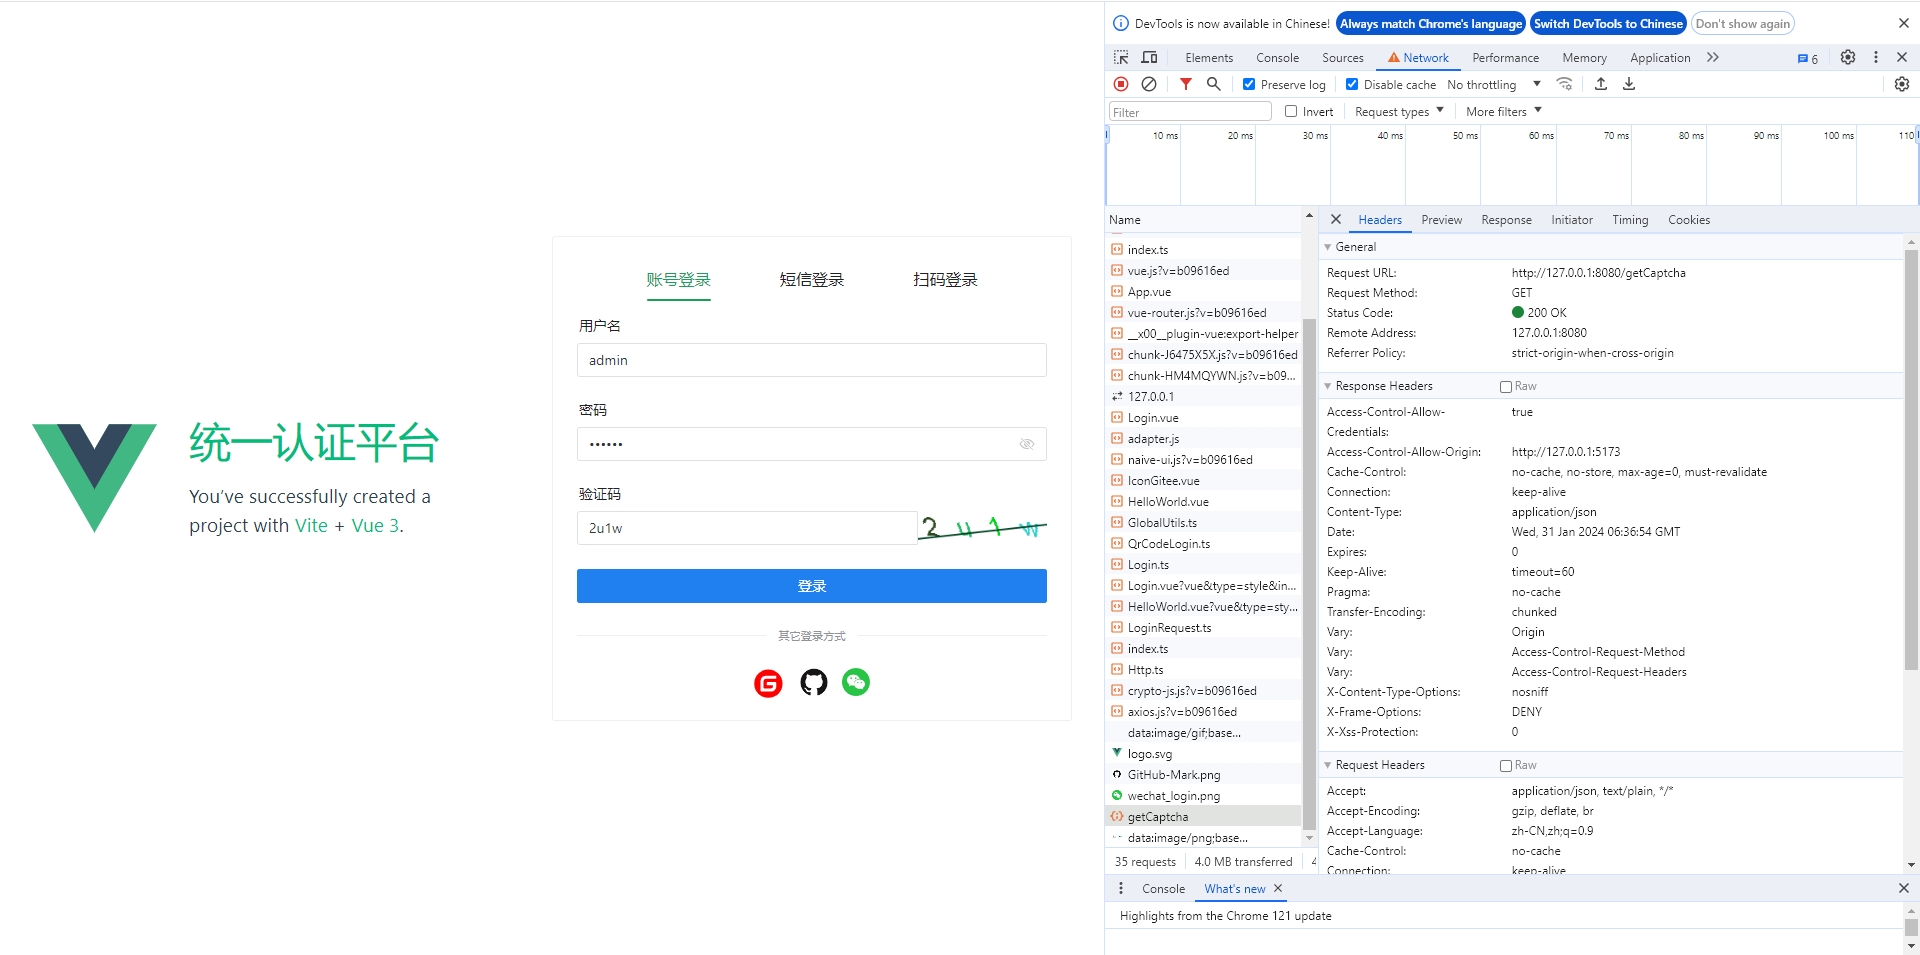 统一认证平台
You've successfully created a
project with Vite + Vue 3.
账号登录 短信登录 扫码登录
用户名
admin
密码
••••••
验证码
2u1w 2u1w
登录
其它登录方式
DevTools is now available in Chinese! Always match Chrome's language Switch DevTools to Chinese Don't show again
Elements Console Sources Network Performance Memory Application 6
Preserve log Disable cache No throttling
Filter Invert Request types More filters
10 ms 20 ms 30 ms 40 ms 50 ms 60 ms 70 ms 80 ms 90 ms 100 ms 110
Name
index.ts
vue.js?v=b09616ed
App.vue
vue-router.js?v=b09616ed
__x00__plugin-vue:export-helper
chunk-J6475X5X.js?v=b09616ed
chunk-HM4MQYWN.js?v=b09...
127.0.0.1
Login.vue
adapter.js
naive-ui.js?v=b09616ed
IconGitee.vue
HelloWorld.vue
GlobalUtils.ts
QrCodeLogin.ts
Login.ts
Login.vue?vue&type=style&in...
HelloWorld.vue?vue&type=sty...
LoginRequest.ts
index.ts
Http.ts
crypto-js.js?v=b09616ed
axios.js?v=b09616ed
data:image/gif;base...
logo.svg
GitHub-Mark.png
wechat_login.png
getCaptcha
data:image/png;base...
35 requests 4.0 MB transferred 4
Headers Preview Response Initiator Timing Cookies
General
Request URL: http://127.0.0.1:8080/getCaptcha
Request Method: GET
Status Code: 200 OK
Remote Address: 127.0.0.1:8080
Referrer Policy: strict-origin-when-cross-origin
Response Headers Raw
Access-Control-Allow- true
Credentials:
Access-Control-Allow-Origin: http://127.0.0.1:5173
Cache-Control: no-cache, no-store, max-age=0, must-revalidate
Connection: keep-alive
Content-Type: application/json
Date: Wed, 31 Jan 2024 06:36:54 GMT
Expires: 0
Keep-Alive: timeout=60
Pragma: no-cache
Transfer-Encoding: chunked
Vary: Origin
Vary: Access-Control-Request-Method
Vary: Access-Control-Request-Headers
X-Content-Type-Options: nosniff
X-Frame-Options: DENY
X-Xss-Protection: 0
Request Headers Raw
Accept: application/json, text/plain, */*
Accept-Encoding: gzip, deflate, br
Accept-Language: zh-CN,zh;q=0.9
Cache-Control: no-cache
Connection: keep-alive
Console What's new
Highlights from the Chrome 121 update